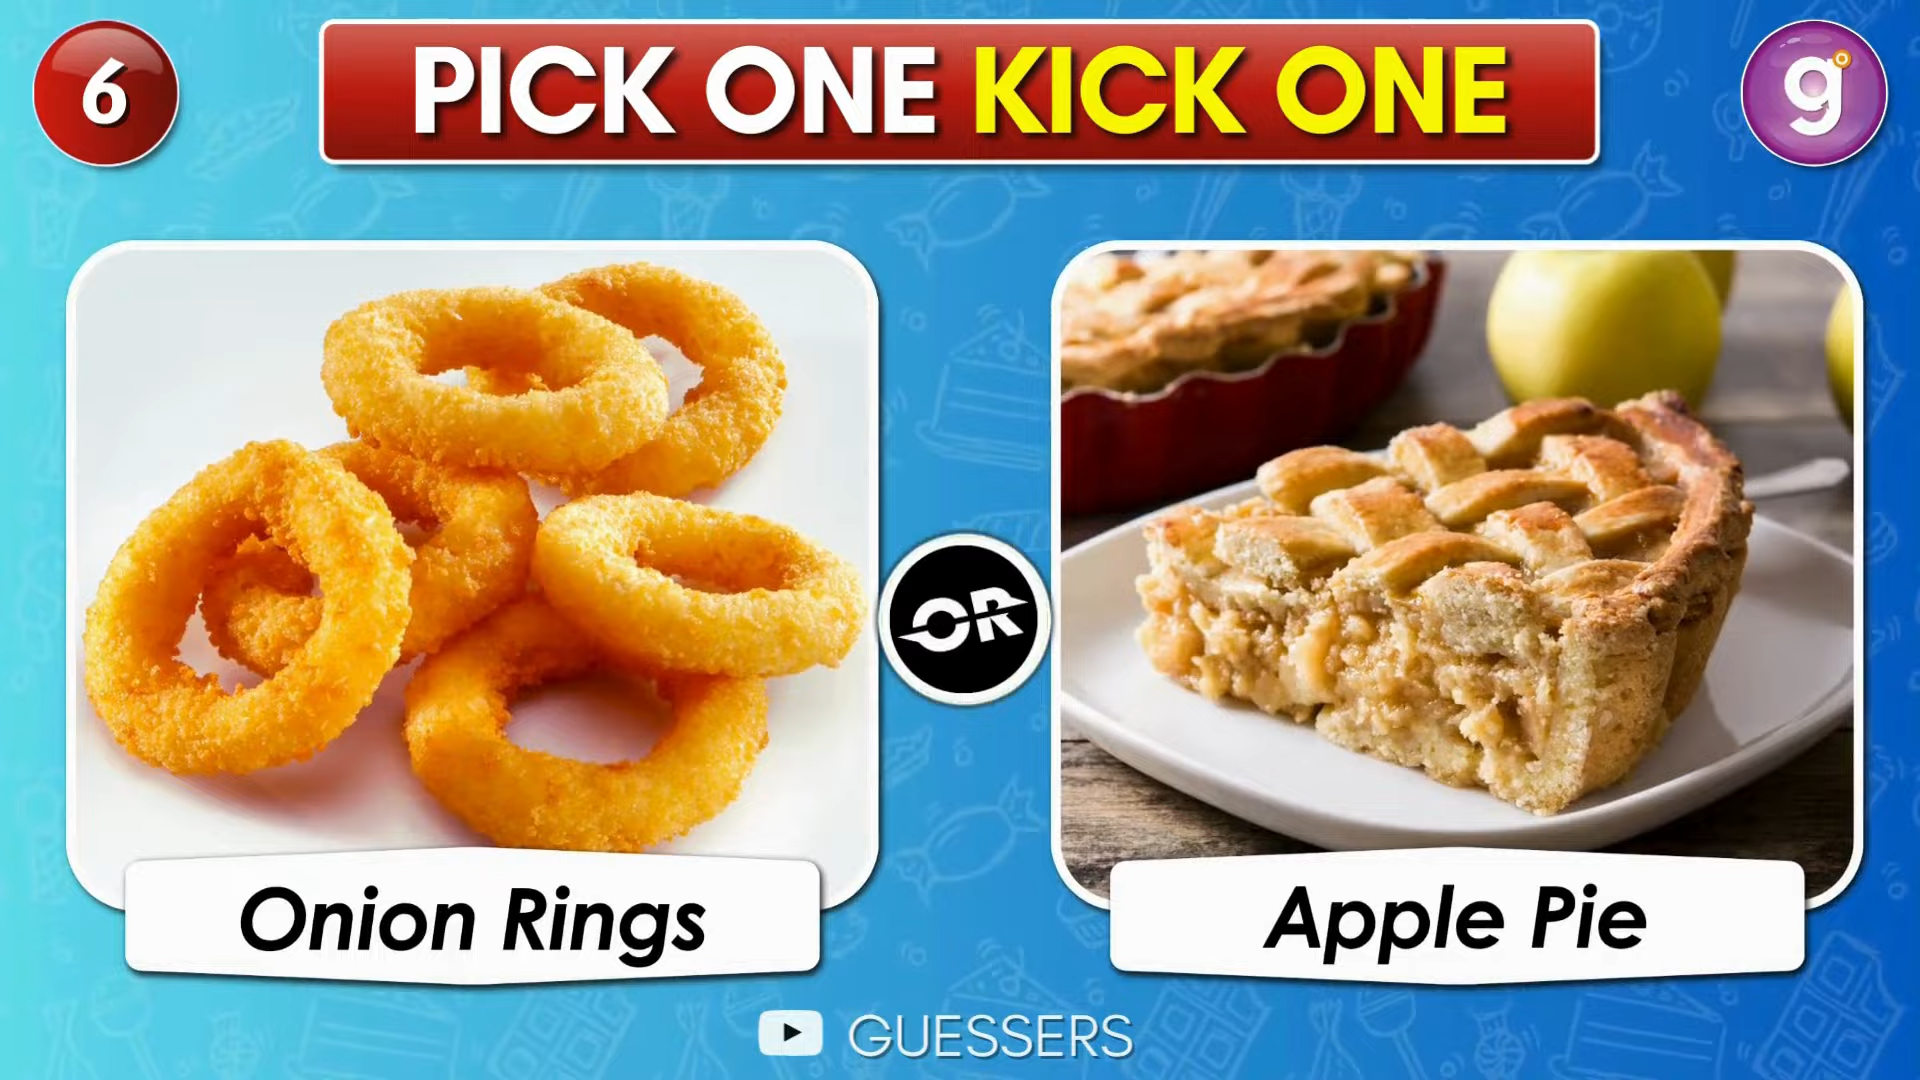 6
PICK ONE KICK ONE
g
OR
Onion Rings
Apple Pie
GUESSERS